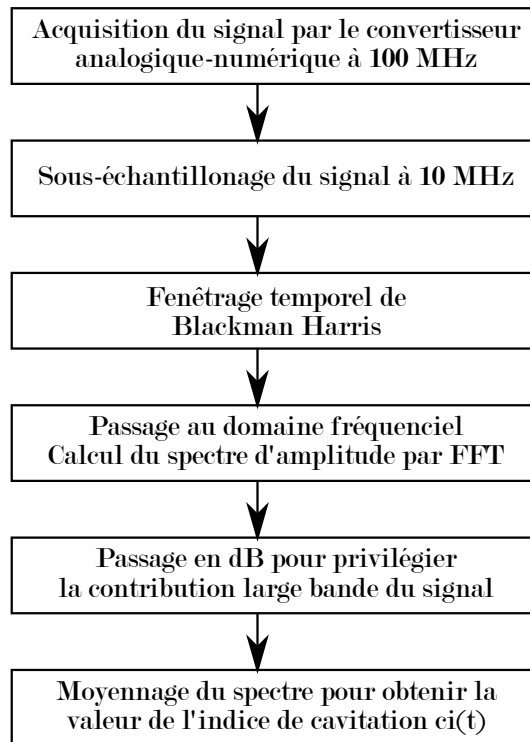 Acquisition du signal par le convertisseur
analogique-numérique à 100 MHz
Sous-échantillonage du signal à 10 MHz
Fenêtrage temporel de
Blackman Harris
Passage au domaine fréquenciel
Calcul du spectre d'amplitude par FFT
Passage en dB pour privilégier
la contribution large bande du signal
Moyennage du spectre pour obtenir la
valeur de l'indice de cavitation ci(t)